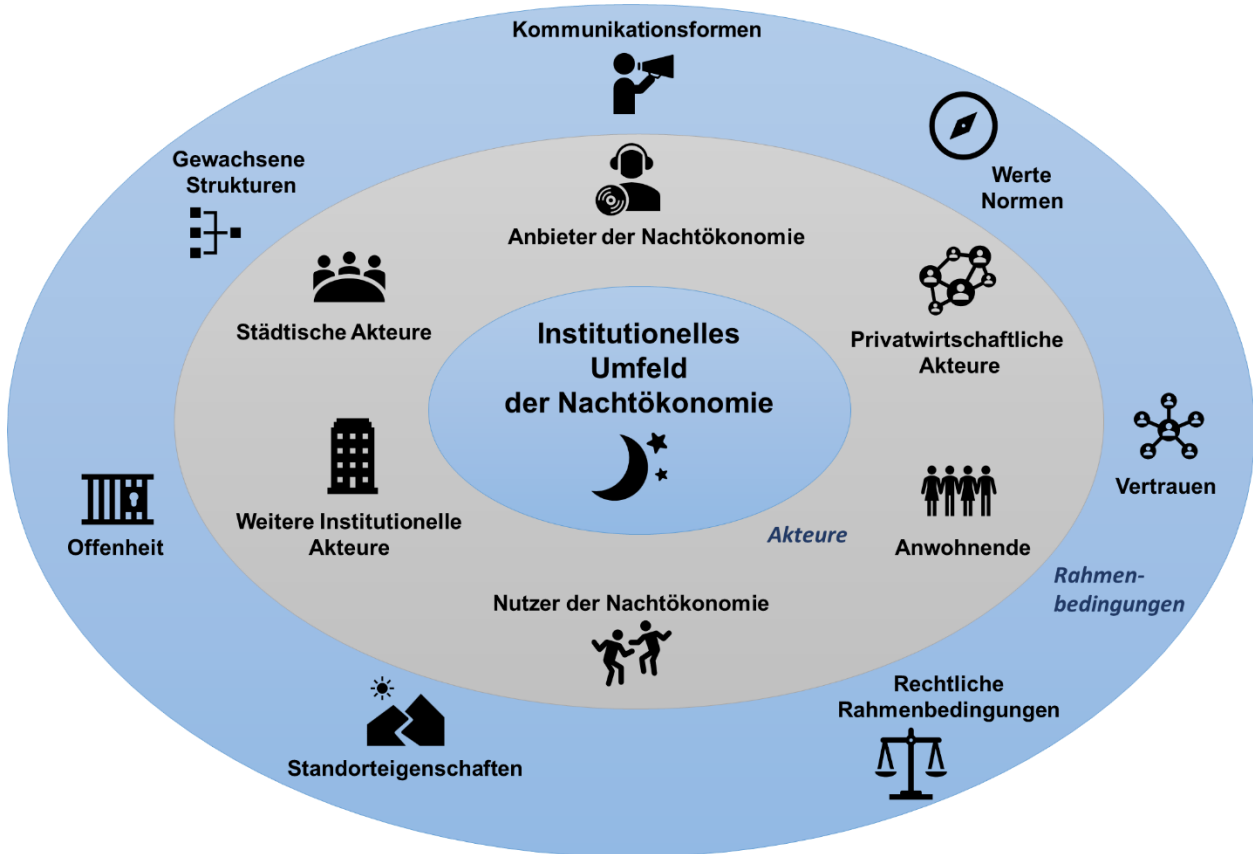 Kommunikationsformen
Gewachsene
Strukturen
Werte
Normen
Anbieter der Nachtökonomie
Städtische Akteure
Privatwirtschaftliche
Akteure
Institutionelles
Umfeld
der Nachtökonomie
Vertrauen
Offenheit
Weitere Institutionelle
Akteure
Akteure
Anwohnende
Rahmen-
bedingungen
Nutzer der Nachtökonomie
Rechtliche
Rahmenbedingungen
Standorteigenschaften